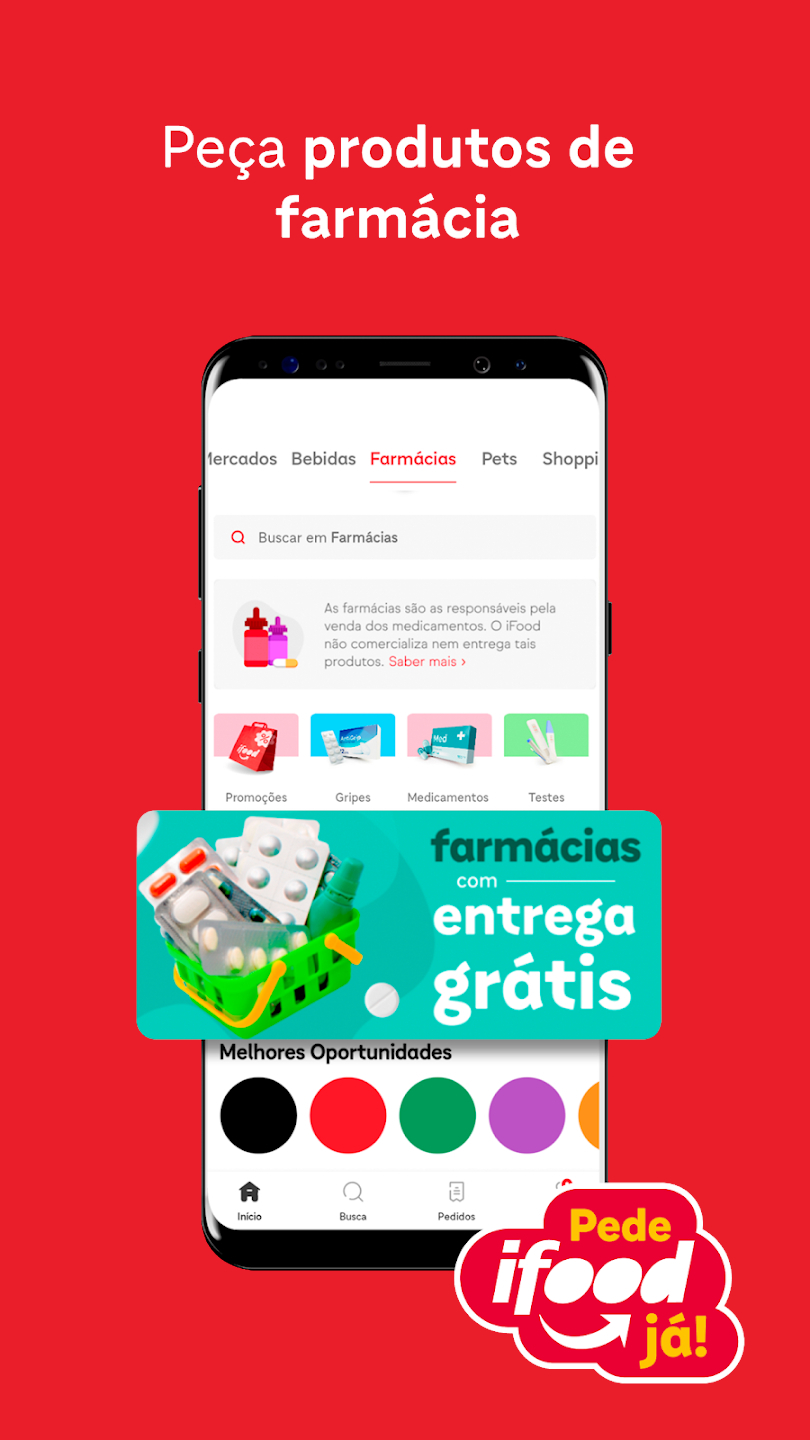 Peça produtos de
farmácia
Mercados Bebidas Farmácias Pets Shoppi
Buscar em Farmácias
As farmácias são as responsáveis pela
venda dos medicamentos. O iFood
não comercializa nem entrega tais
produtos. Saber mais ›
ifood
AntiGrip
Med
Promoções Gripes Medicamentos Testes
farmácias
com
entrega
grátis
Melhores Oportunidades
Início Busca Pedidos
Pede
ifood
já!